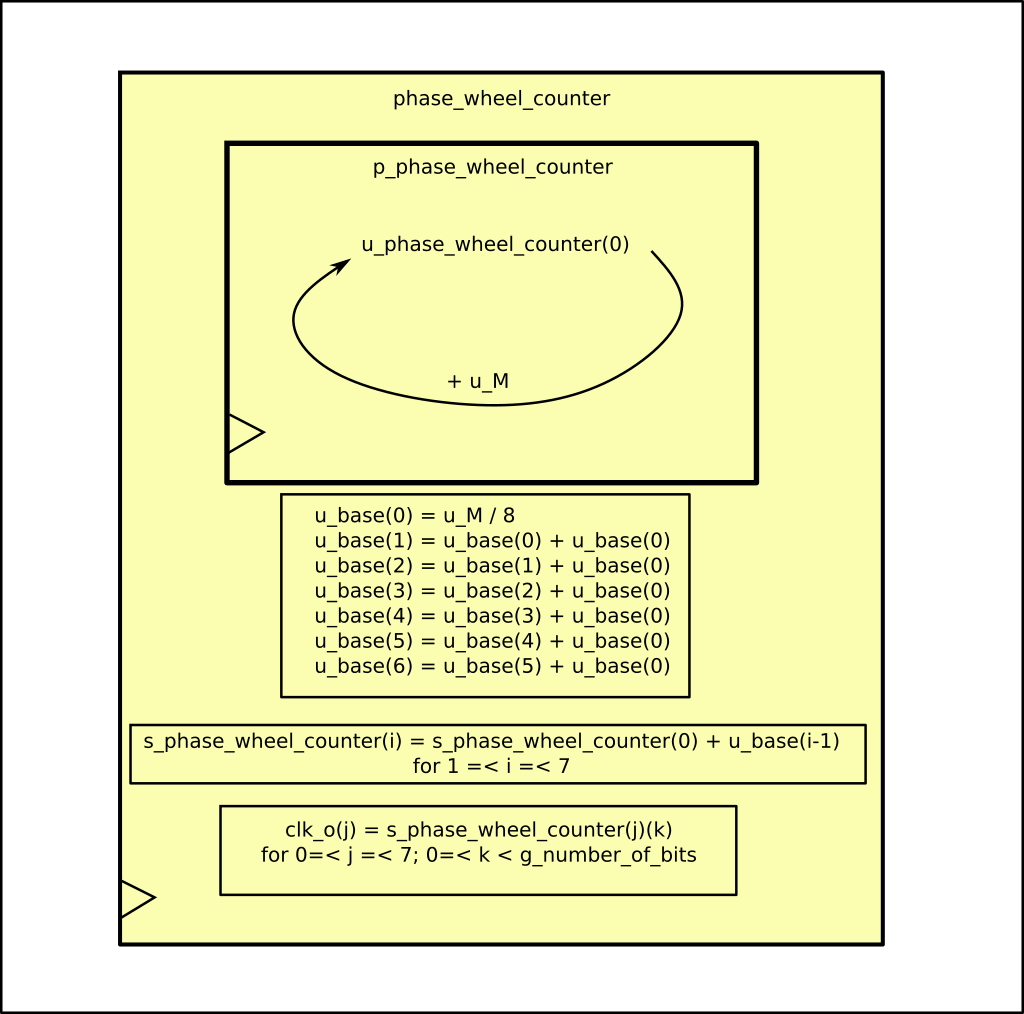 phase_wheel_counter
p_phase_wheel_counter
u_phase_wheel_counter(0)
+ u_M
u_base(0) = u_M / 8
u_base(1) = u_base(0) + u_base(0)
u_base(2) = u_base(1) + u_base(0)
u_base(3) = u_base(2) + u_base(0)
u_base(4) = u_base(3) + u_base(0)
u_base(5) = u_base(4) + u_base(0)
u_base(6) = u_base(5) + u_base(0)
s_phase_wheel_counter(i) = s_phase_wheel_counter(0) + u_base(i-1)
for 1 =< i =< 7
clk_o(j) = s_phase_wheel_counter(j)(k)
for 0=< j =< 7; 0=< k < g_number_of_bits